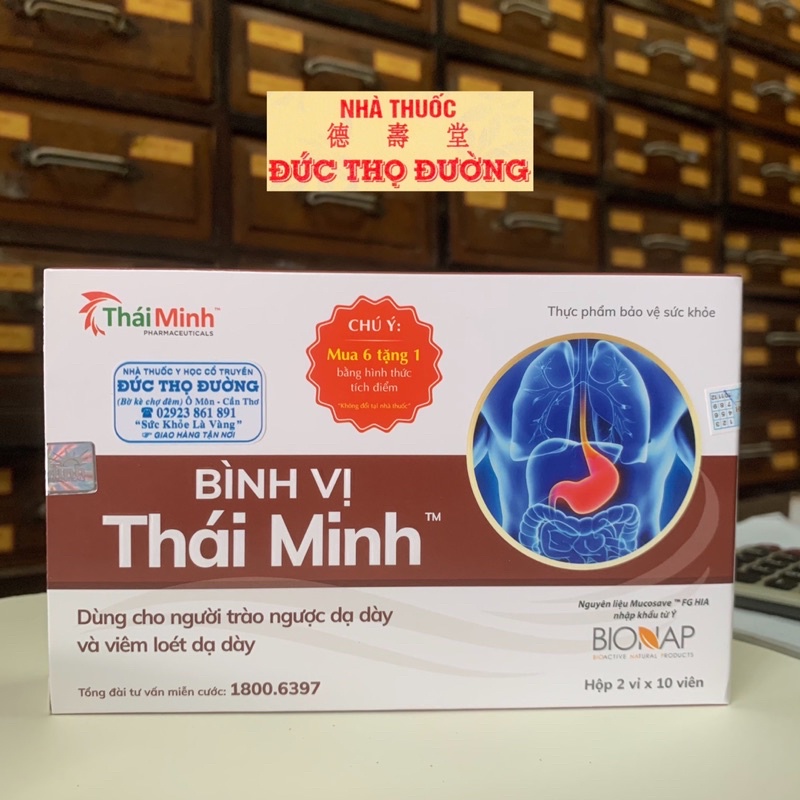 NHÀ THUỐC
德 壽 堂
ĐỨC THỌ ĐƯỜNG
Thái Minh™
PHARMACEUTICALS
Thực phẩm bảo vệ sức khỏe
CHÚ Ý:
Mua 6 tặng 1
bằng hình thức
tích điểm
"Không đổi tại nhà thuốc"
NHÀ THUỐC Y HỌC CỔ TRUYỀN
ĐỨC THỌ ĐƯỜNG
(Bờ kè chợ đêm) Ô Môn - Cần Thơ
☎ 02923 861 891
"Sức Khỏe Là Vàng"
☞ GIAO HÀNG TẬN NƠI
BÌNH VỊ
Thái Minh™
Dùng cho người trào ngược dạ dày
và viêm loét dạ dày
Nguyên liệu Mucosave™ FG HIA
nhập khẩu từ Ý
BIONAP
BIOACTIVE NATURAL PRODUCTS
Tổng đài tư vấn miễn cước: 1800.6397
Hộp 2 vỉ x 10 viên